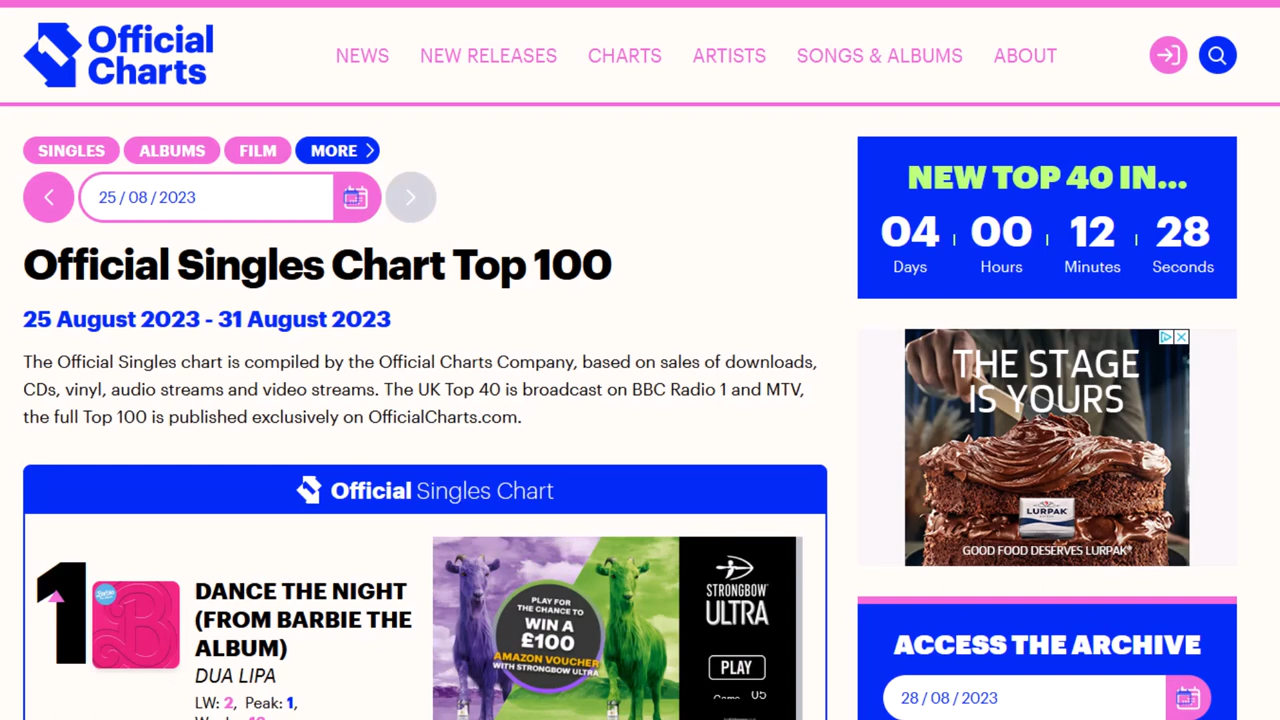 Official
Charts
NEWS
NEW RELEASES
CHARTS
ARTISTS
SONGS & ALBUMS
ABOUT
SINGLES
ALBUMS
FILM
MORE
25 / 08 / 2023
Official Singles Chart Top 100
25 August 2023 - 31 August 2023
The Official Singles chart is compiled by the Official Charts Company, based on sales of downloads,
CDs, vinyl, audio streams and video streams. The UK Top 40 is broadcast on BBC Radio 1 and MTV,
the full Top 100 is published exclusively on OfficialCharts.com.
Official Singles Chart
1
DANCE THE NIGHT
(FROM BARBIE THE
ALBUM)
DUA LIPA
LW: 2, Peak: 1,
Barbie
B
PLAY FOR
THE CHANCE TO
WIN A
£100
AMAZON VOUCHER
WITH STRONGBOW ULTRA
STRONGBOW
ULTRA
PLAY
05
NEW TOP 40 IN...
04 00 12 28
Days Hours Minutes Seconds
THE STAGE
IS YOURS
LURPAK
GOOD FOOD DESERVES LURPAK®
ACCESS THE ARCHIVE
28 / 08 / 2023